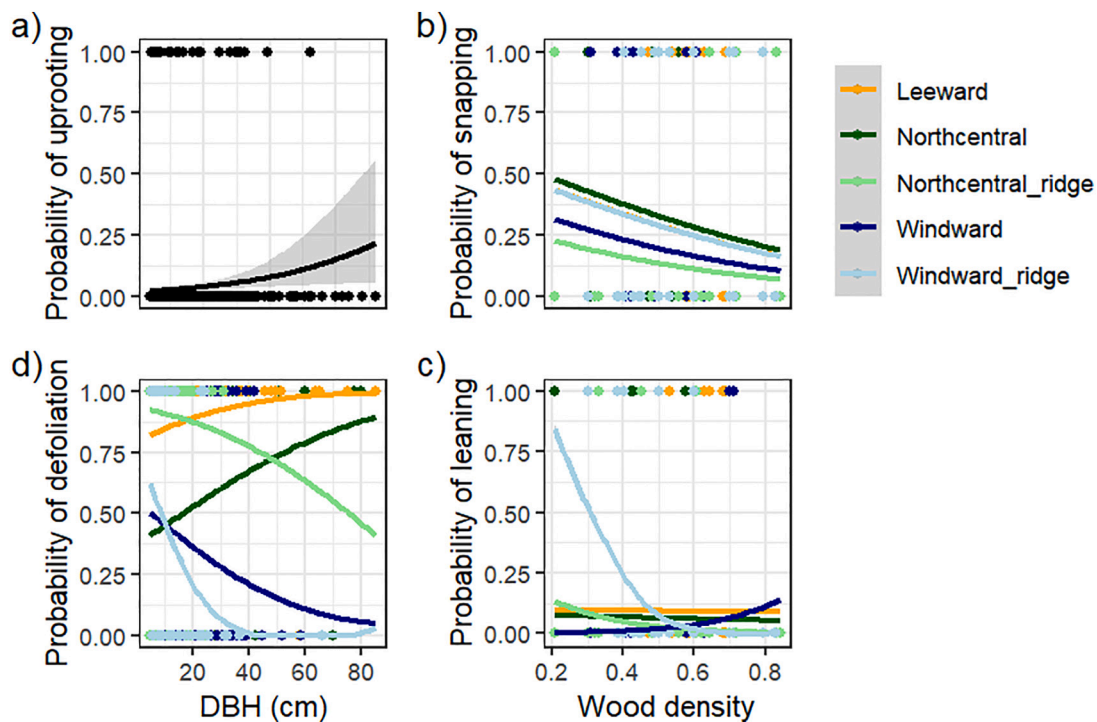 a)
Probability of uprooting
1.00
0.75
0.50
0.25
0.00
b)
Probability of snapping
1.00
0.75
0.50
0.25
0.00
Leeward
Northcentral
Northcentral_ridge
Windward
Windward_ridge
d)
Probability of defoliation
1.00
0.75
0.50
0.25
0.00
20 40 60 80
DBH (cm)
c)
Probability of leaning
1.00
0.75
0.50
0.25
0.00
0.2 0.4 0.6 0.8
Wood density